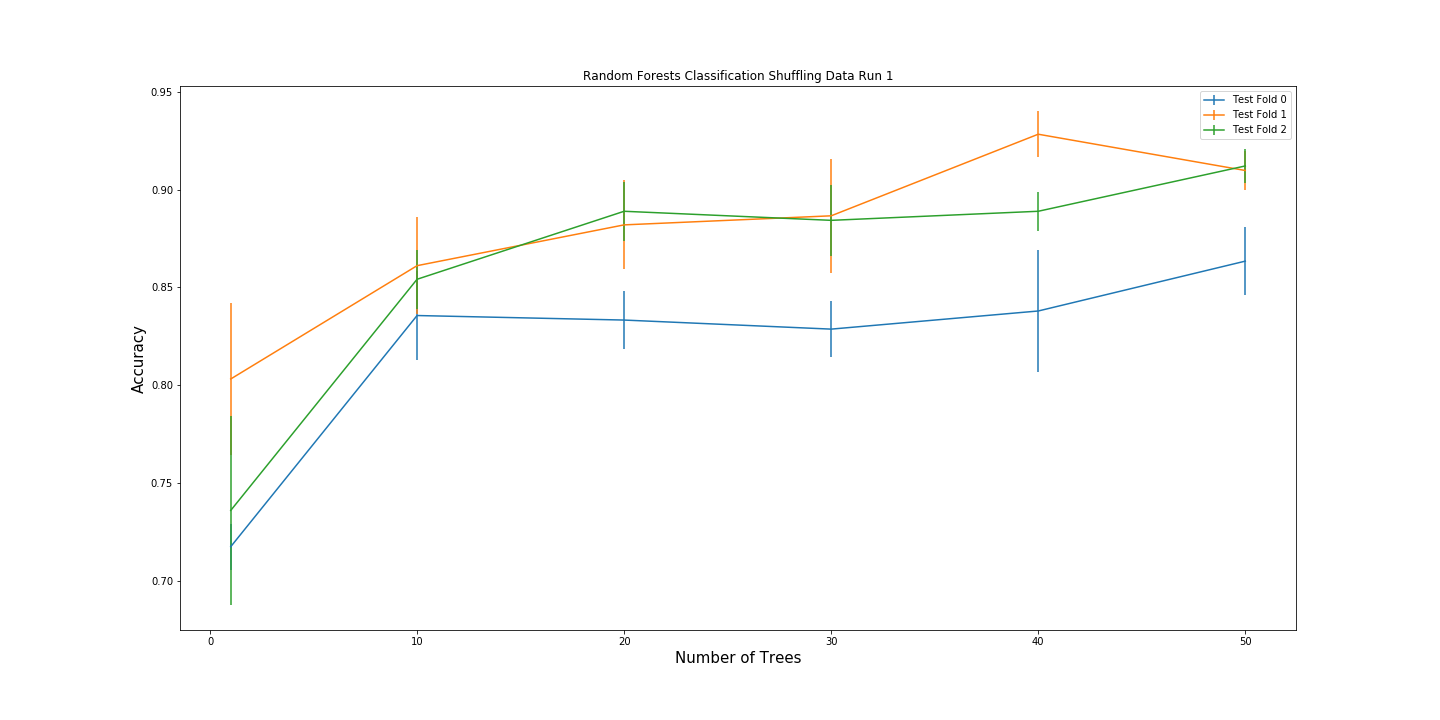 Random Forests Classification Shuffling Data Run 1
Test Fold 0
Test Fold 1
Test Fold 2
Accuracy
0.95
0.90
0.85
0.80
0.75
0.70
0 10 20 30 40 50
Number of Trees